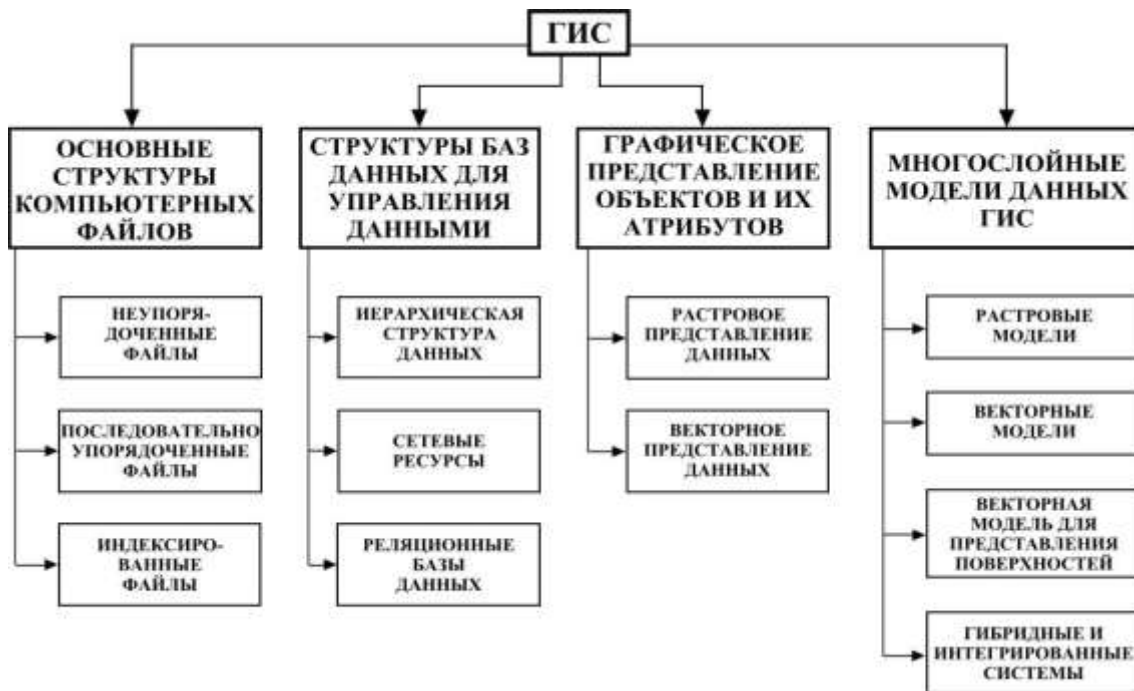 ГИС
ОСНОВНЫЕ
СТРУКТУРЫ
КОМПЬЮТЕРНЫХ
ФАЙЛОВ
НЕУПОРЯ-
ДОЧЕННЫЕ
ФАЙЛЫ
ПОСЛЕДОВАТЕЛЬНО
УПОРЯДОЧЕННЫЕ
ФАЙЛЫ
ИНДЕКСИРО-
ВАННЫЕ
ФАЙЛЫ
СТРУКТУРЫ БАЗ
ДАННЫХ ДЛЯ
УПРАВЛЕНИЯ
ДАННЫМИ
ИЕРАРХИЧЕСКАЯ
СТРУКТУРА
ДАННЫХ
СЕТЕВЫЕ
РЕСУРСЫ
РЕЛЯЦИОННЫЕ
БАЗЫ
ДАННЫХ
ГРАФИЧЕСКОЕ
ПРЕДСТАВЛЕНИЕ
ОБЪЕКТОВ И ИХ
АТРИБУТОВ
РАСТРОВОЕ
ПРЕДСТАВЛЕНИЕ
ДАННЫХ
ВЕКТОРНОЕ
ПРЕДСТАВЛЕНИЕ
ДАННЫХ
МНОГОСЛОЙНЫЕ
МОДЕЛИ ДАННЫХ
ГИС
РАСТРОВЫЕ
МОДЕЛИ
ВЕКТОРНЫЕ
МОДЕЛИ
ВЕКТОРНАЯ
МОДЕЛЬ ДЛЯ
ПРЕДСТАВЛЕНИЯ
ПОВЕРХНОСТЕЙ
ГИБРИДНЫЕ И
ИНТЕГРИРОВАННЫЕ
СИСТЕМЫ